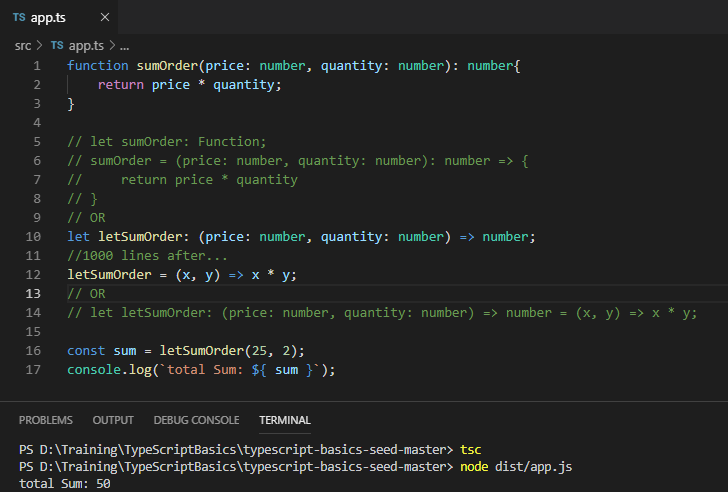 TS app.ts ×
src > TS app.ts > ...
1 function sumOrder(price: number, quantity: number): number{
2     return price * quantity;
3 }
4
5 // let sumOrder: Function;
6 // sumOrder = (price: number, quantity: number): number => {
7 //     return price * quantity
8 // }
9 // OR
10 let letSumOrder: (price: number, quantity: number) => number;
11 //1000 lines after...
12 letSumOrder = (x, y) => x * y;
13 // OR
14 // let letSumOrder: (price: number, quantity: number) => number = (x, y) => x * y;
15
16 const sum = letSumOrder(25, 2);
17 console.log(`total Sum: ${ sum }`);
PROBLEMS OUTPUT DEBUG CONSOLE TERMINAL
PS D:\Training\TypeScriptBasics\typescript-basics-seed-master> tsc
PS D:\Training\TypeScriptBasics\typescript-basics-seed-master> node dist/app.js
total Sum: 50